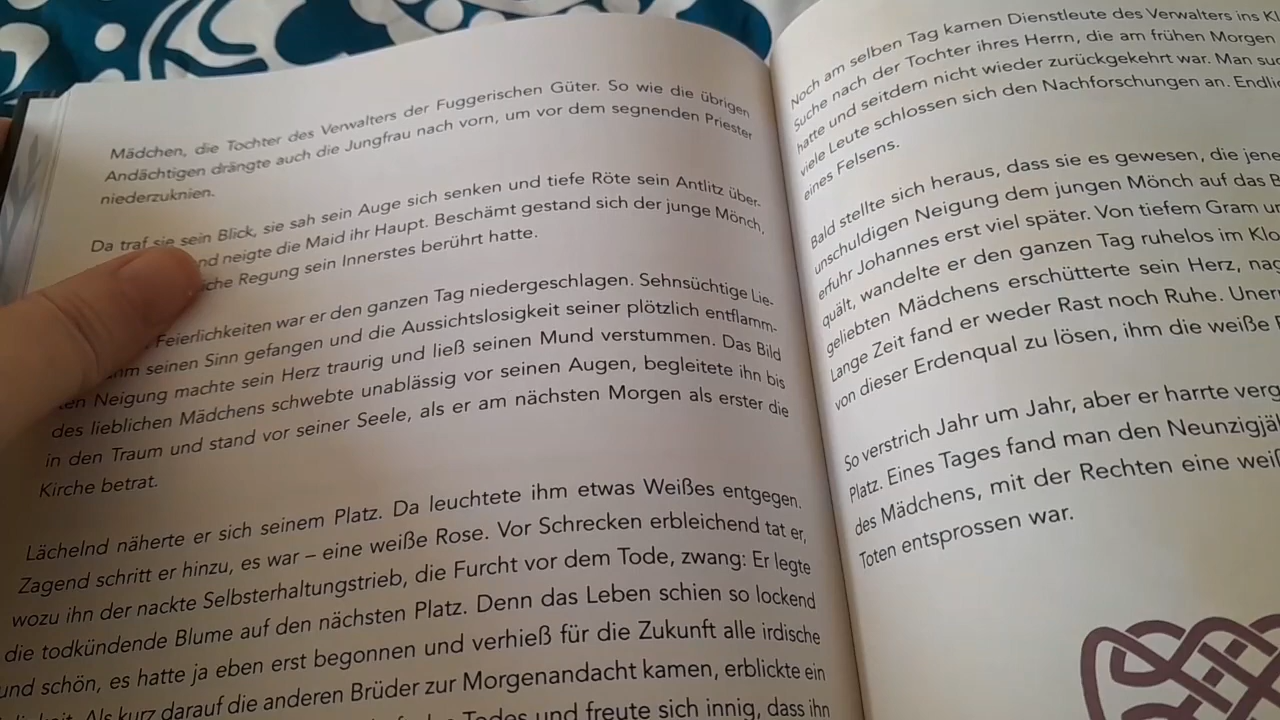 Mädchen, die Tochter des Verwalters der Fuggerischen Güter. So wie die übrigen
Andächtigen drängte auch die Jungfrau nach vorn, um vor dem segnenden Priester
niederzuknien.
Da traf sie sein Blick, sie sah sein Auge sich senken und tiefe Röte sein Antlitz über-
nd neigte die Maid ihr Haupt. Beschämt gestand sich der junge Mönch,
iche Regung sein Innerstes berührt hatte.
Feierlichkeiten war er den ganzen Tag niedergeschlagen. Sehnsüchtige Lie-
seinen Sinn gefangen und die Aussichtslosigkeit seiner plötzlich entflamm-
ten Neigung machte sein Herz traurig und ließ seinen Mund verstummen. Das Bild
des lieblichen Mädchens schwebte unablässig vor seinen Augen, begleitete ihn bis
in den Traum und stand vor seiner Seele, als er am nächsten Morgen als erster die
Kirche betrat.
Lächelnd näherte er sich seinem Platz. Da leuchtete ihm etwas Weißes entgegen.
Zagend schritt er hinzu, es war – eine weiße Rose. Vor Schrecken erbleichend tat er,
wozu ihn der nackte Selbsterhaltungstrieb, die Furcht vor dem Tode, zwang: Er legte
die todkündende Blume auf den nächsten Platz. Denn das Leben schien so lockend
und schön, es hatte ja eben erst begonnen und verhieß für die Zukunft alle irdische
Als kurz darauf die anderen Brüder zur Morgenandacht kamen, erblickte ein
Todes und freute sich innig, dass ihn
Noch am selben Tag kamen Dienstleute des Verwalters ins Kl
Suche nach der Tochter ihres Herrn, die am frühen Morgen
hatte und seitdem nicht wieder zurückgekehrt war. Man suc
viele Leute schlossen sich den Nachforschungen an. Endli
eines Felsens.
Bald stellte sich heraus, dass sie es gewesen, die jene
unschuldigen Neigung dem jungen Mönch auf das B
erfuhr Johannes erst viel später. Von tiefem Gram u
quält, wandelte er den ganzen Tag ruhelos im Klo
geliebten Mädchens erschütterte sein Herz, nag
Lange Zeit fand er weder Rast noch Ruhe. Uner
von dieser Erdenqual zu lösen, ihm die weiße
So verstrich Jahr um Jahr, aber er harrte verg
Platz. Eines Tages fand man den Neunzigjä
des Mädchens, mit der Rechten eine wei
Toten entsprossen war.